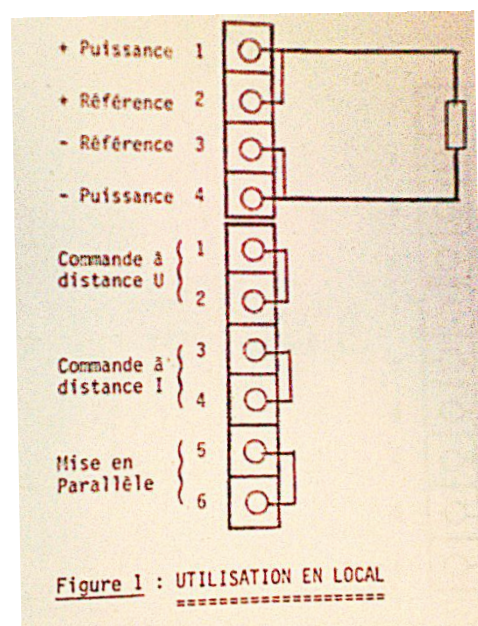 + Puissance 1
+ Référence 2
- Référence 3
- Puissance 4
Commande à
distance U
1
2
Commande à
distance I
3
4
Mise en
Parallèle
5
6
Figure 1 : UTILISATION EN LOCAL